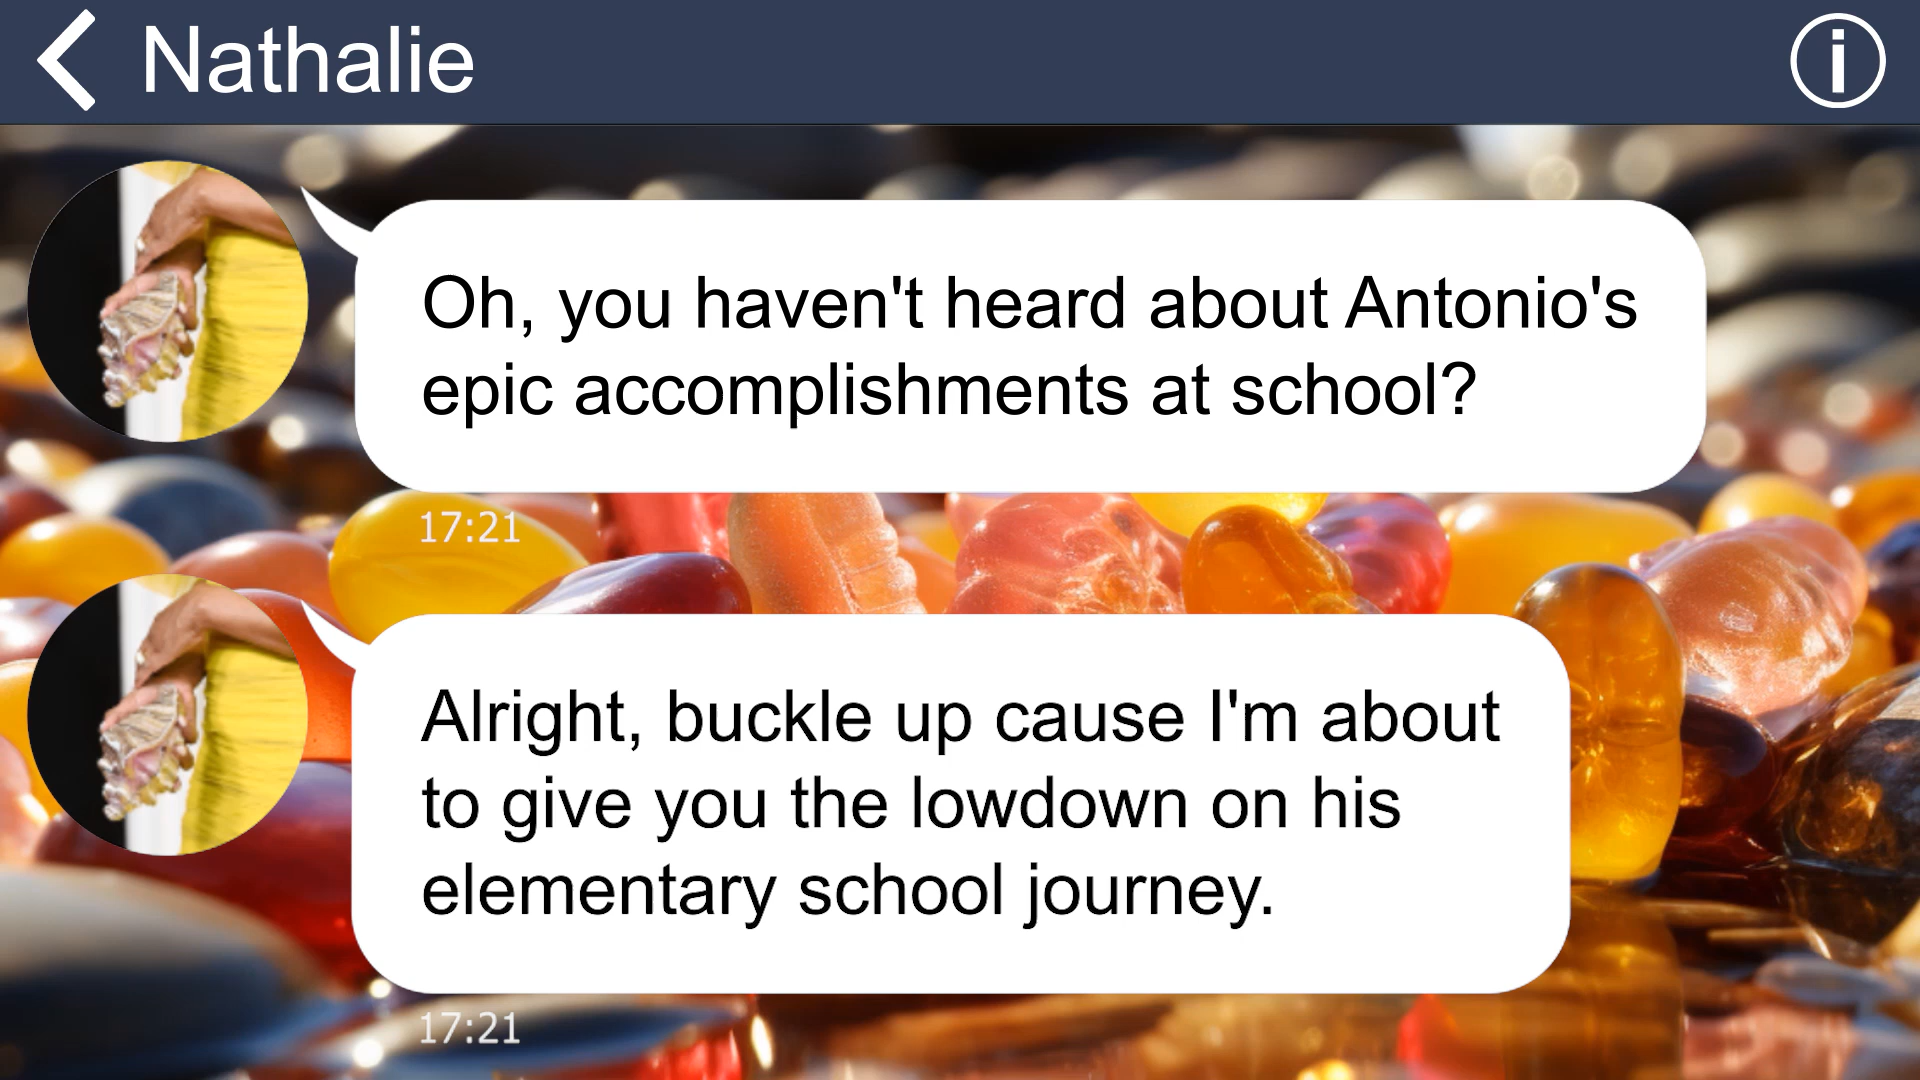 Nathalie
Oh, you haven't heard about Antonio's
epic accomplishments at school?
17:21
Alright, buckle up cause I'm about
to give you the lowdown on his
elementary school journey.
17:21